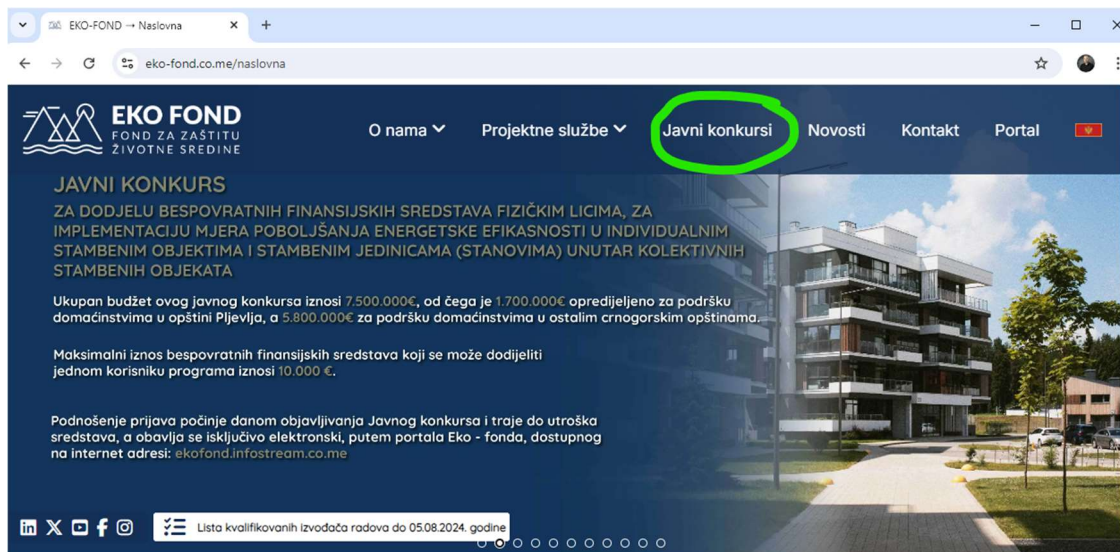 EKO-FOND → Naslovna
eko-fond.co.me/naslovna
EKO FOND
FOND ZA ZAŠTITU
ŽIVOTNE SREDINE
O nama
Projektne službe
Javni konkursi
Novosti
Kontakt
Portal
JAVNI KONKURS
ZA DODJELU BESPOVRATNIH FINANSIJSKIH SREDSTAVA FIZIČKIM LICIMA, ZA
IMPLEMENTACIJU MJERA POBOLJŠANJA ENERGETSKE EFIKASNOSTI U INDIVIDUALNIM
STAMBENIM OBJEKTIMA I STAMBENIM JEDINICAMA (STANOVIMA) UNUTAR KOLEKTIVNIH
STAMBENIH OBJEKATA
Ukupan budžet ovog javnog konkursa iznosi 7.500.000€, od čega je 1.700.000€ opredijeljeno za podršku
domaćinstvima u opštini Pljevlja, a 5.800.000€ za podršku domaćinstvima u ostalim crnogorskim opštinama.
Maksimalni iznos bespovratnih finansijskih sredstava koji se može dodijeliti
jednom korisniku programa iznosi 10.000 €.
Podnošenje prijava počinje danom objavljivanja Javnog konkursa i traje do utroška
sredstava, a obavlja se isključivo elektronski, putem portala Eko - fonda, dostupnog
na internet adresi: ekofond.infostream.co.me
Lista kvalifikovanih izvođača radova do 05.08.2024. godine